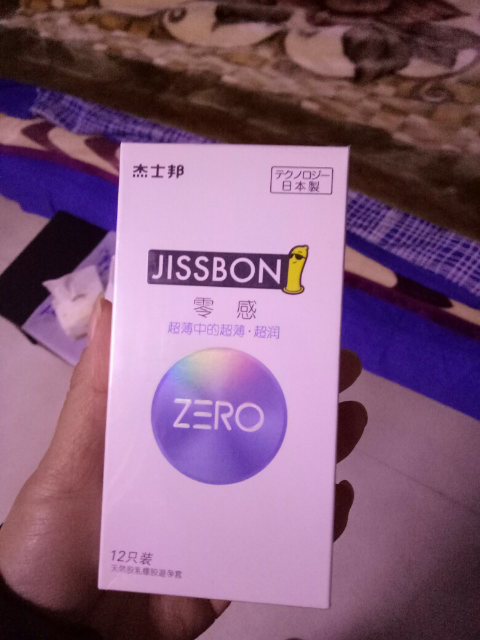 杰士邦
テクノロジー
日本製
JISSBON
零感
超薄中的超薄·超润
ZERO
12只装
天然胶乳橡胶避孕套